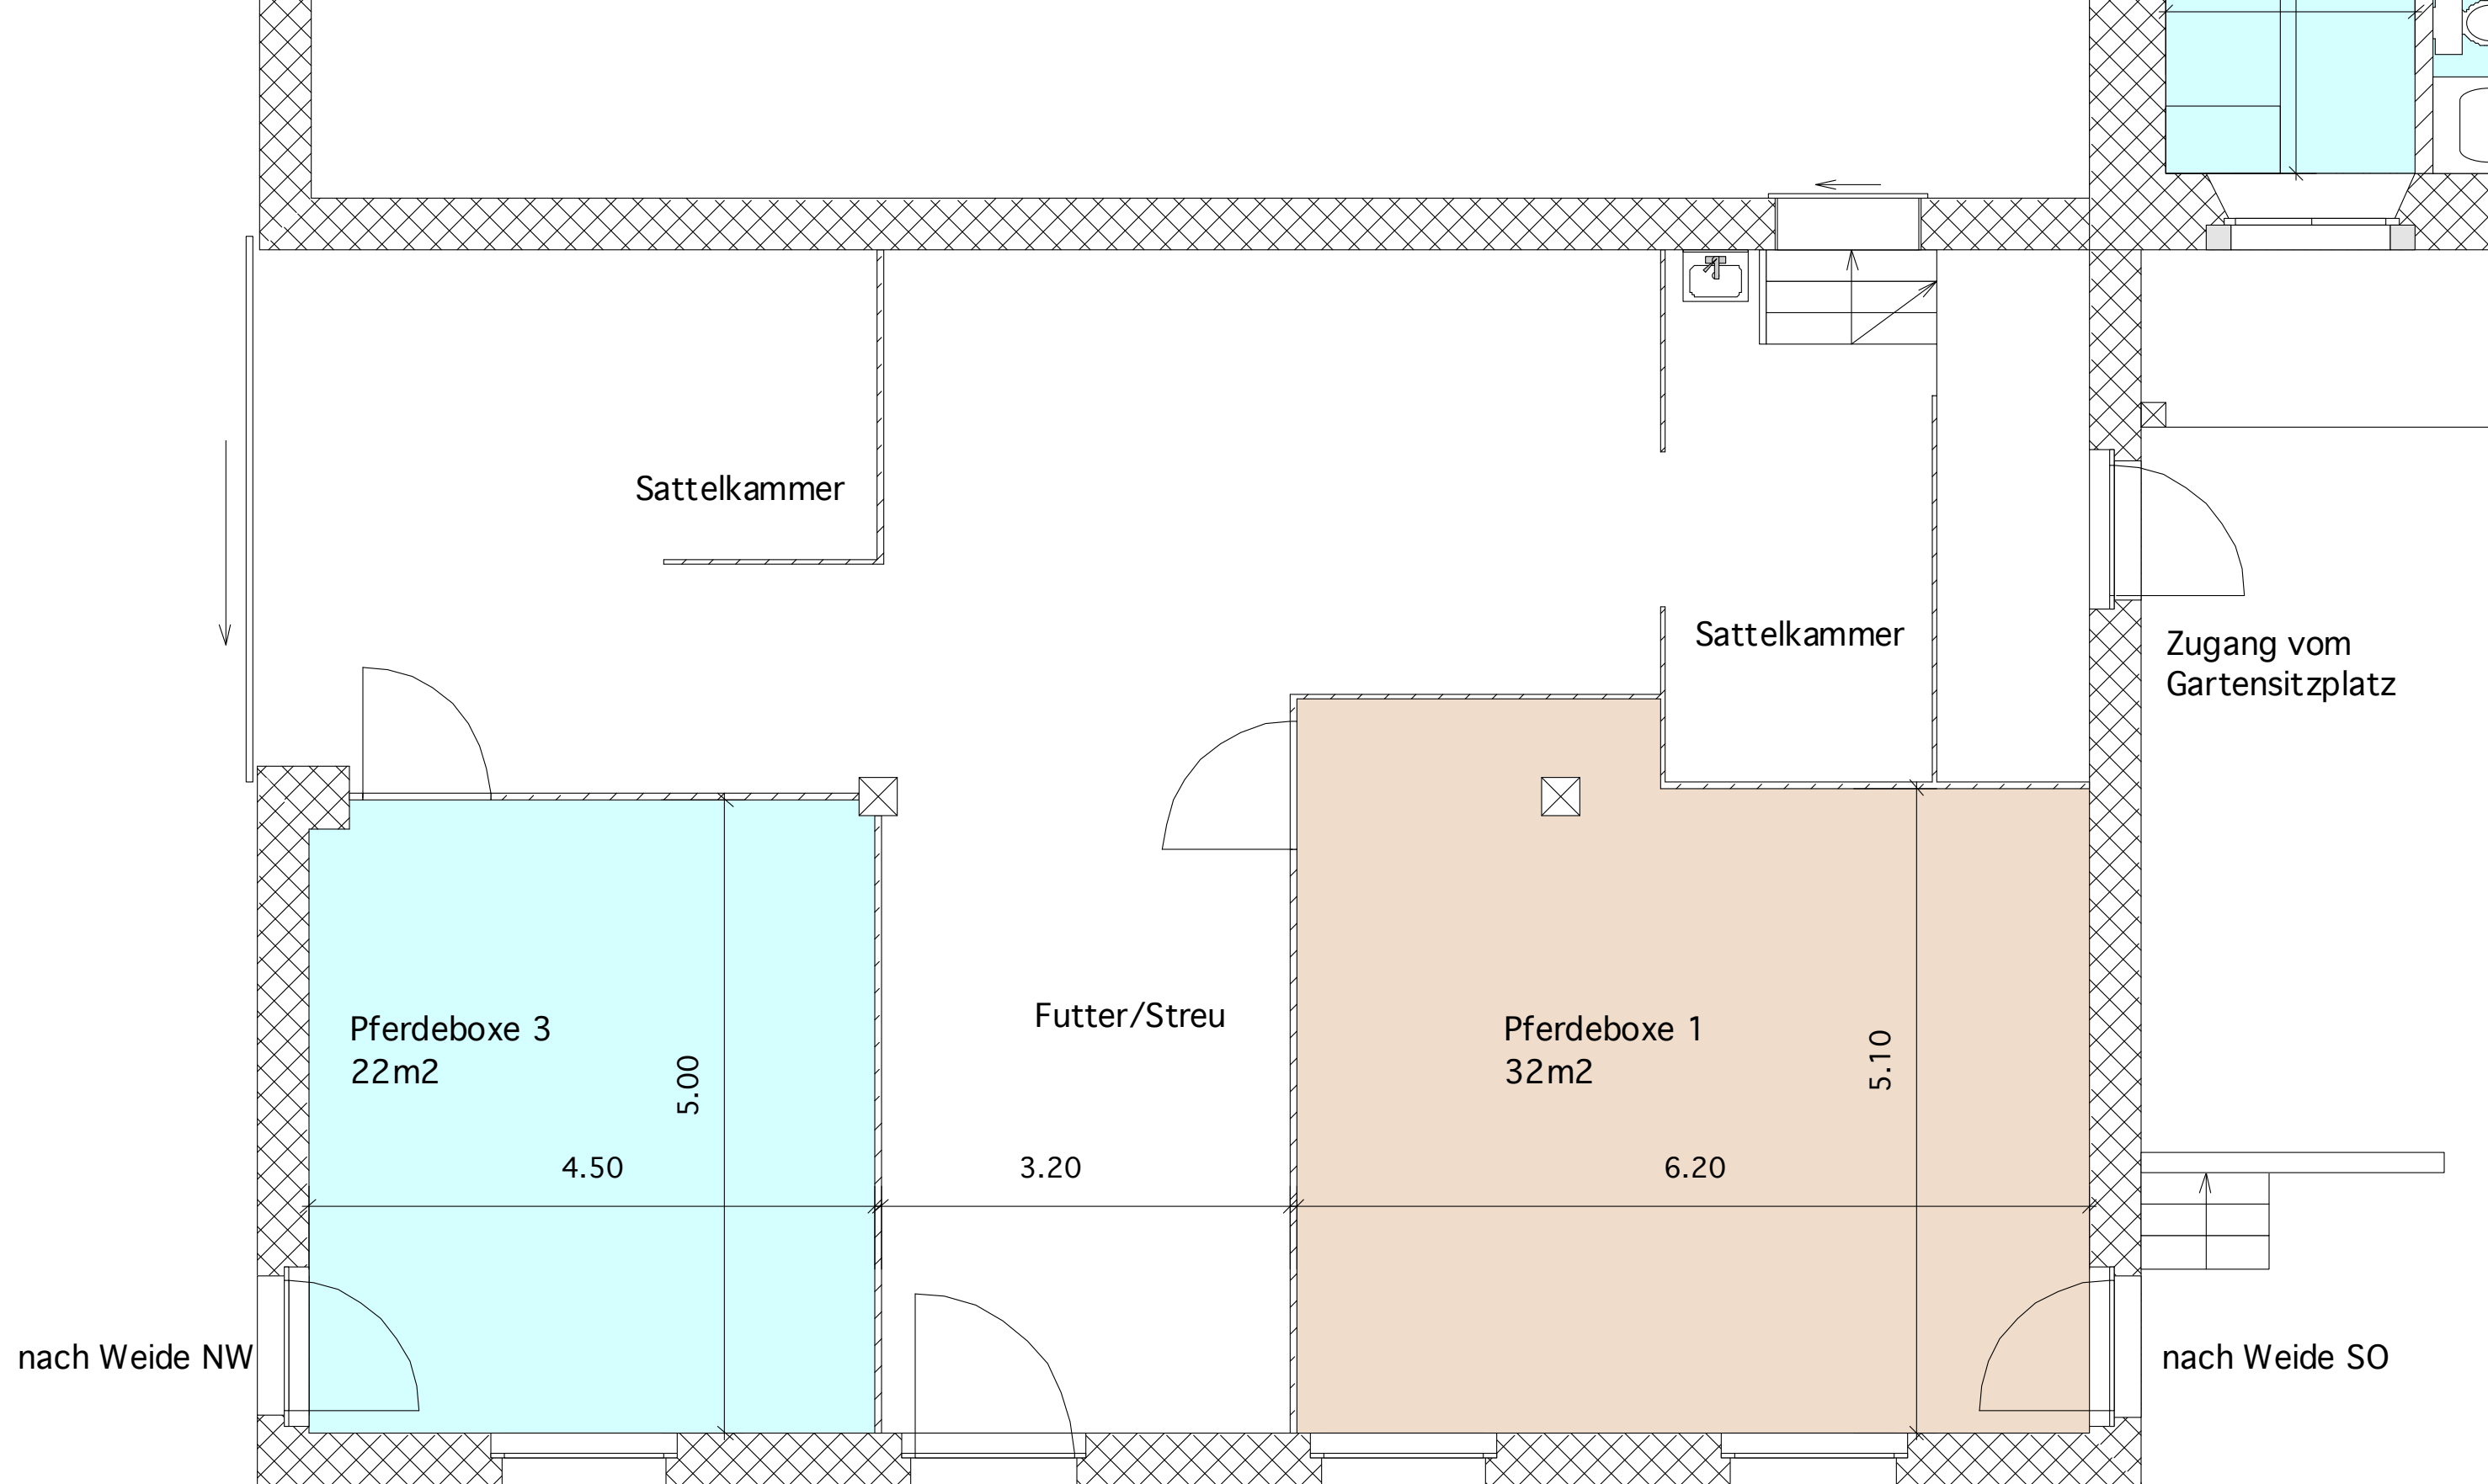 Sattelkammer
Sattelkammer
Zugang vom
Gartensitzplatz
Pferdeboxe 3
22m2
5.00
Futter/Streu
Pferdeboxe 1
32m2
5.10
4.50
3.20
6.20
nach Weide NW
nach Weide SO